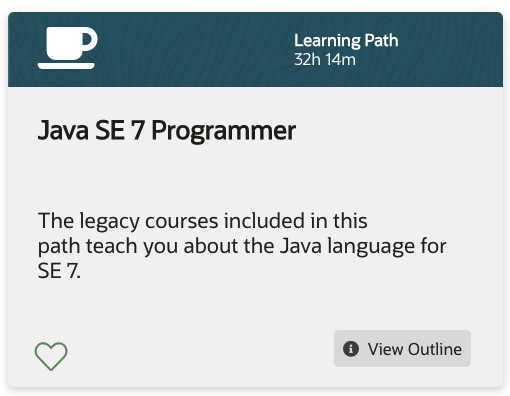 Learning Path
32h 14m
Java SE 7 Programmer
The legacy courses included in this
path teach you about the Java language for
SE 7.
View Outline